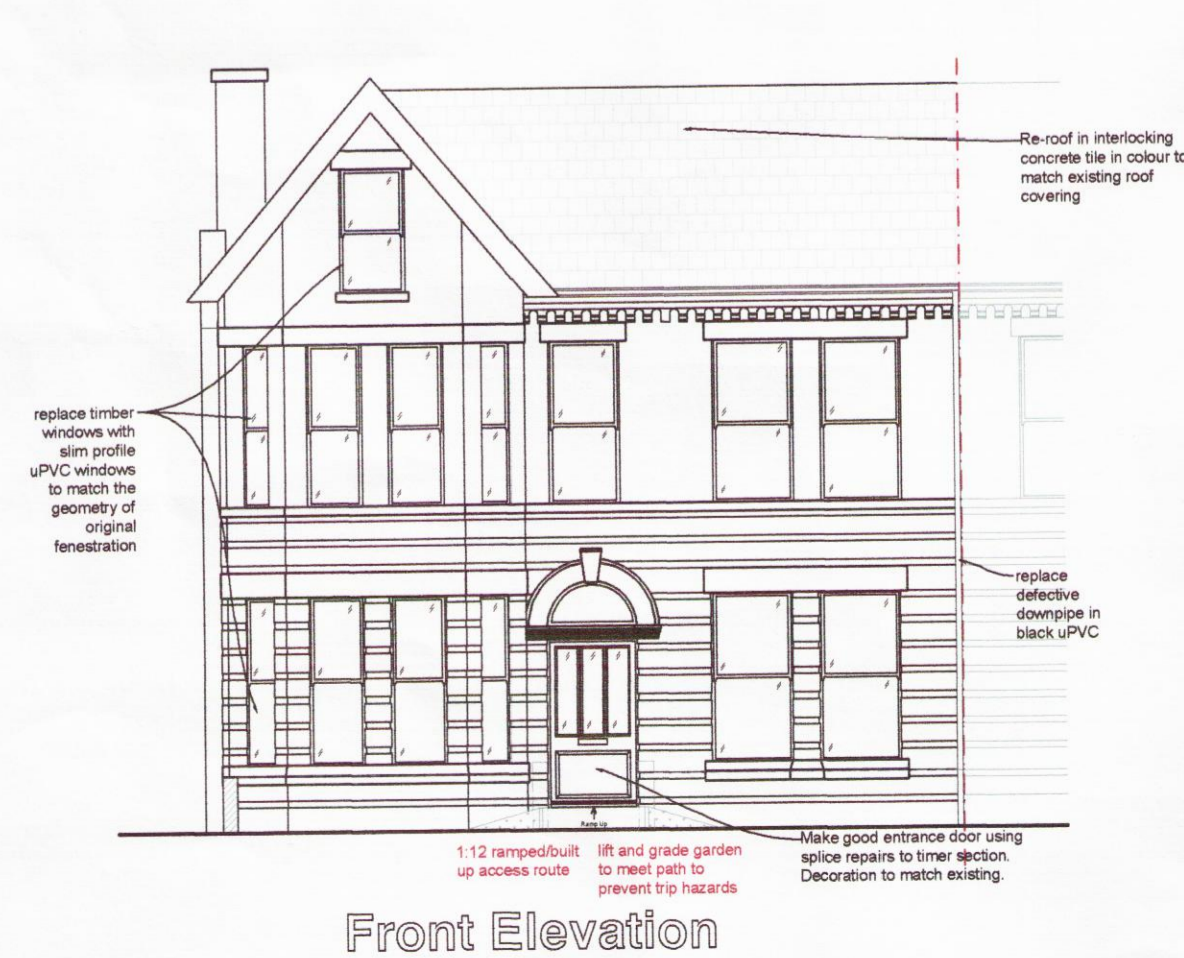 Re-roof in interlocking
concrete tile in colour to
match existing roof
covering
replace timber
windows with
slim profile
uPVC windows
to match the
geometry of
original
fenestration
replace
defective
downpipe in
black uPVC
Ramp Up
1:12 ramped/built
up access route
lift and grade garden
to meet path to
prevent trip hazards
Make good entrance door using
splice repairs to timer section.
Decoration to match existing.
Front Elevation